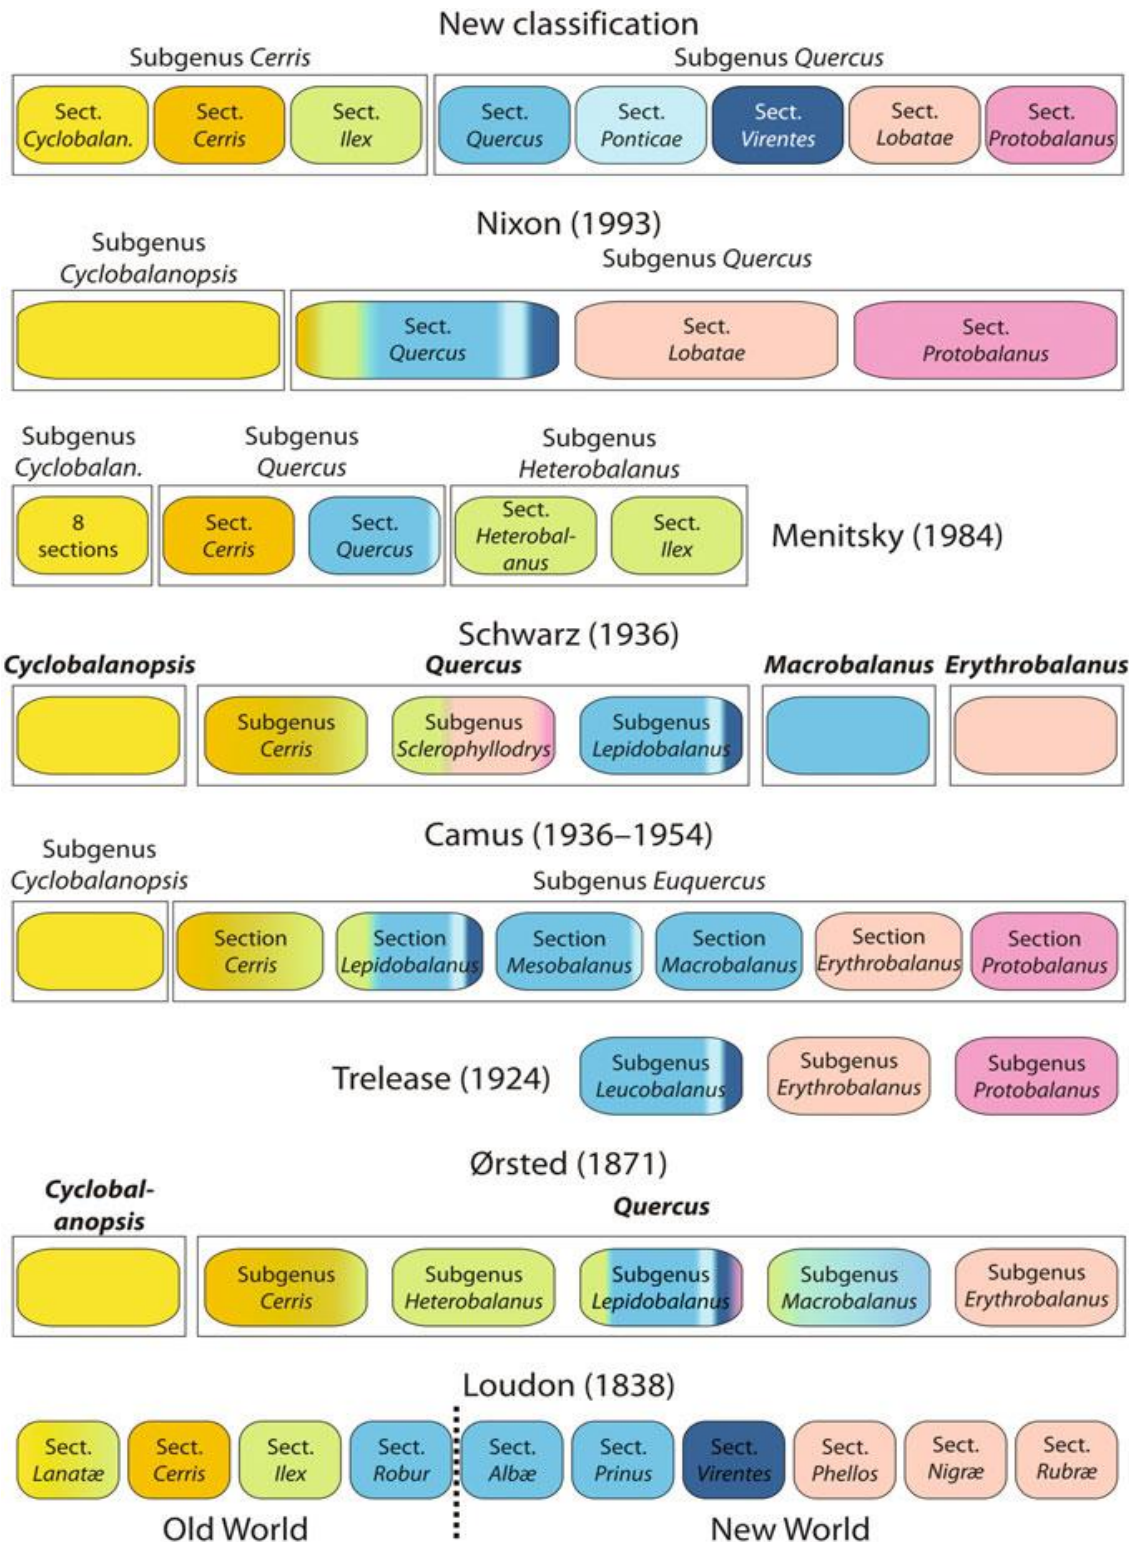 New classification
Subgenus Cerris
Subgenus Quercus
Sect.
Cyclobalan.
Sect.
Cerris
Sect.
Ilex
Sect.
Quercus
Sect.
Ponticae
Sect.
Virentes
Sect.
Lobatae
Sect.
Protobalanus
Nixon (1993)
Subgenus
Cyclobalanopsis
Subgenus Quercus
Sect.
Quercus
Sect.
Lobatae
Sect.
Protobalanus
Subgenus
Cyclobalan.
Subgenus
Quercus
Subgenus
Heterobalanus
8
sections
Sect.
Cerris
Sect.
Quercus
Sect.
Heterobal-
anus
Sect.
Ilex
Menitsky (1984)
Schwarz (1936)
Cyclobalanopsis
Quercus
Macrobalanus
Erythrobalanus
Subgenus
Cerris
Subgenus
Sclerophyllodrys
Subgenus
Lepidobalanus
Camus (1936–1954)
Subgenus
Cyclobalanopsis
Subgenus Euquercus
Section
Cerris
Section
Lepidobalanus
Section
Mesobalanus
Section
Macrobalanus
Section
Erythrobalanus
Section
Protobalanus
Trelease (1924)
Subgenus
Leucobalanus
Subgenus
Erythrobalanus
Subgenus
Protobalanus
Ørsted (1871)
Cyclobal-
anopsis
Quercus
Subgenus
Cerris
Subgenus
Heterobalanus
Subgenus
Lepidobalanus
Subgenus
Macrobalanus
Subgenus
Erythrobalanus
Loudon (1838)
Sect.
Lanatæ
Sect.
Cerris
Sect.
Ilex
Sect.
Robur
Sect.
Albæ
Sect.
Prinus
Sect.
Virentes
Sect.
Phellos
Sect.
Nigræ
Sect.
Rubræ
Old World
New World